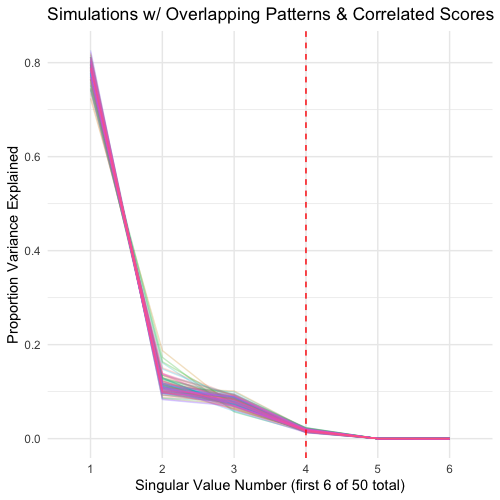 Simulations w/ Overlapping Patterns & Correlated Scores
Proportion Variance Explained
0.8
0.6
0.4
0.2
0.0
1 2 3 4 5 6
Singular Value Number (first 6 of 50 total)